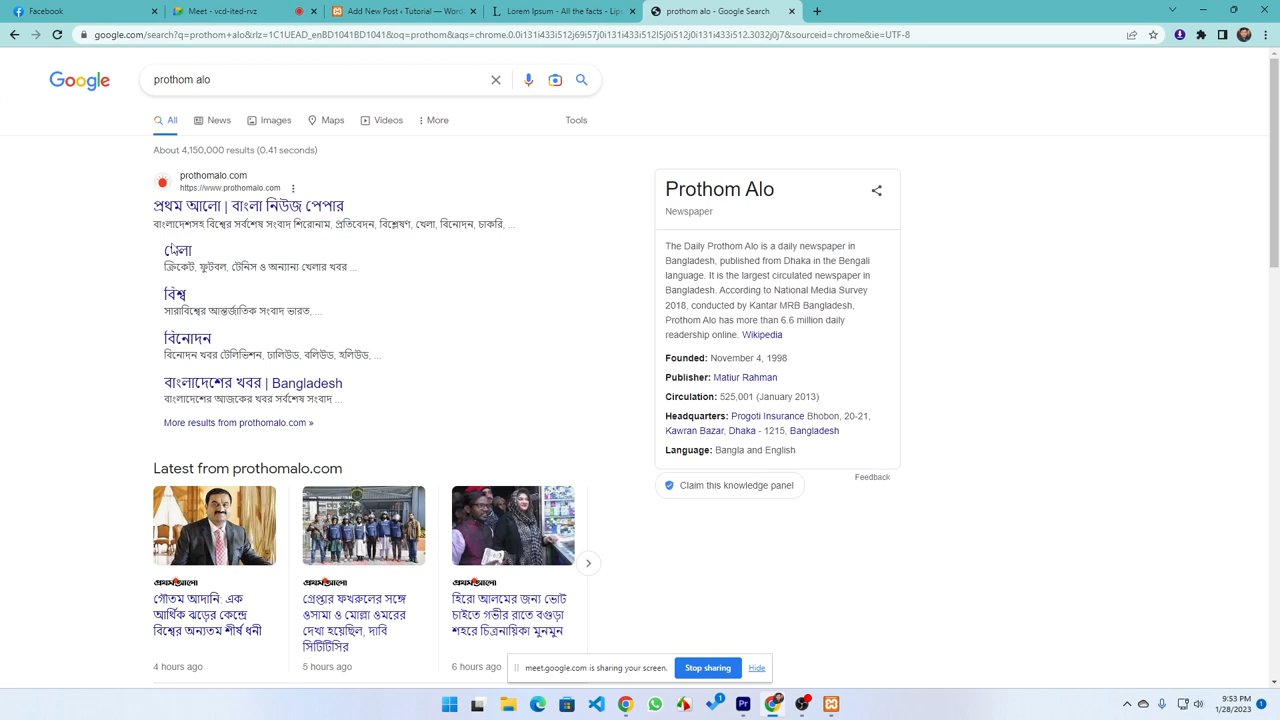 Facebook
Meet - vcd-itef-rvz
Add New Post ‹ Tutorial — Word
Lorem Ipsum - All the facts - Lips
prothom alo - Google Search
google.com/search?q=prothom+alo&rlz=1C1UEAD_enBD1041BD1041&oq=prothom&aqs=chrome.0.0i131i433i512j69i57j0i131i433i512l5j0i512j0i131i433i512.3032j0j7&sourceid=chrome&ie=UTF-8
Google
prothom alo
All
News
Images
Maps
Videos
More
Tools
About 4,150,000 results (0.41 seconds)
prothomalo.com
https://www.prothomalo.com
প্রথম আলো | বাংলা নিউজ পেপার
বাংলাদেশসহ বিশ্বের সর্বশেষ সংবাদ শিরোনাম, প্রতিবেদন, বিশ্লেষণ, খেলা, বিনোদন, চাকরি, ...
খেলা
ক্রিকেট, ফুটবল, টেনিস ও অন্যান্য খেলার খবর ...
বিশ্ব
সারাবিশ্বের আন্তর্জাতিক সংবাদ ভারত, ...
বিনোদন
বিনোদন খবর টেলিভিশন, ঢালিউড, বলিউড, হলিউড, ...
বাংলাদেশের খবর | Bangladesh
বাংলাদেশের আজকের খবর সর্বশেষ সংবাদ ...
More results from prothomalo.com »
Latest from prothomalo.com
প্রথম আলো
গৌতম আদানি: এক
আর্থিক ঝড়ের কেন্দ্রে
বিশ্বের অন্যতম শীর্ষ ধনী
4 hours ago
প্রথম আলো
গ্রেপ্তার ফখরুলের সঙ্গে
ওসামা ও মোল্লা ওমরের
দেখা হয়েছিল, দাবি
সিটিটিসির
5 hours ago
প্রথম আলো
হিরো আলমের জন্য ভোট
চাইতে গভীর রাতে বগুড়া
শহরে চিত্রনায়িকা মুনমুন
6 hours ago
Prothom Alo
Newspaper
The Daily Prothom Alo is a daily newspaper in
Bangladesh, published from Dhaka in the Bengali
language. It is the largest circulated newspaper in
Bangladesh. According to National Media Survey
2018, conducted by Kantar MRB Bangladesh,
Prothom Alo has more than 6.6 million daily
readership online. Wikipedia
Founded: November 4, 1998
Publisher: Matiur Rahman
Circulation: 525,001 (January 2013)
Headquarters: Progoti Insurance Bhobon, 20-21,
Kawran Bazar, Dhaka - 1215, Bangladesh
Language: Bangla and English
Feedback
Claim this knowledge panel
meet.google.com is sharing your screen.
Stop sharing
Hide
1
Pr
9:53 PM
1/28/2023
1